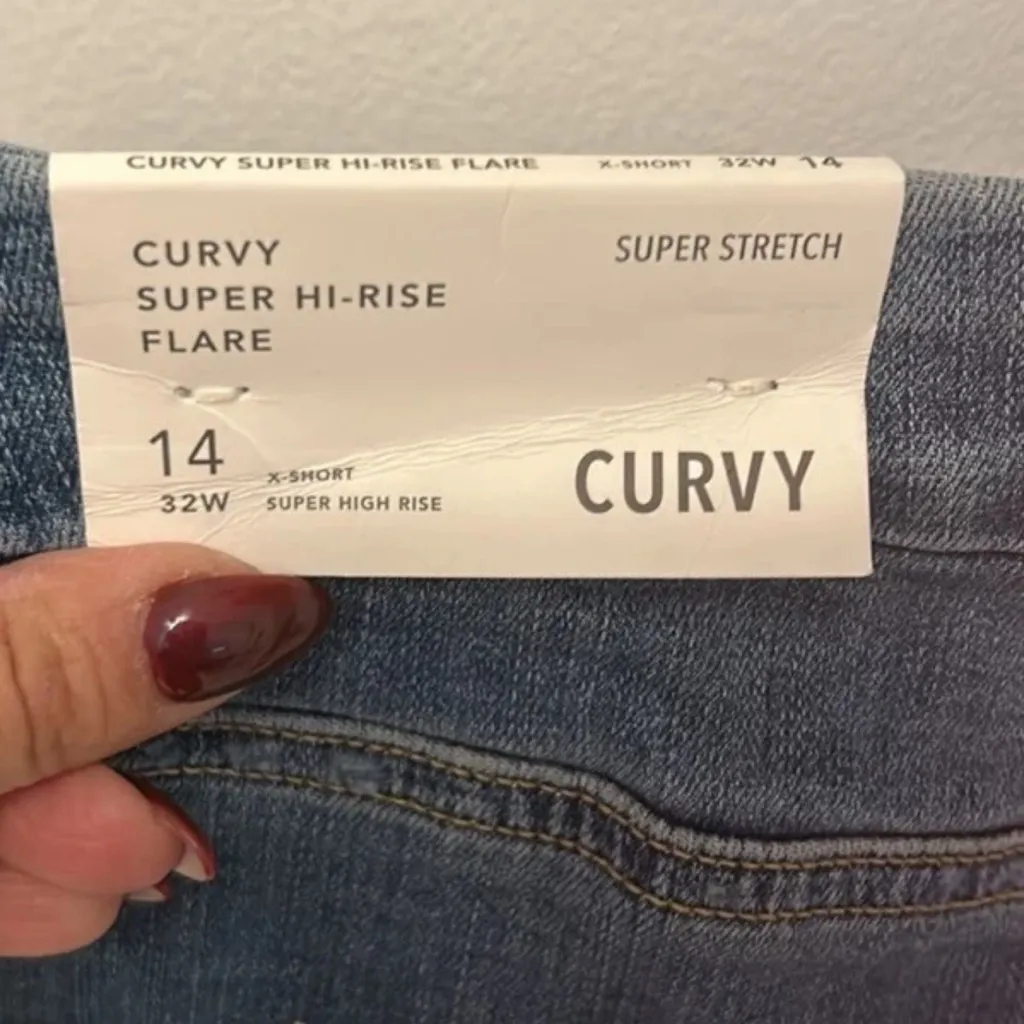 CURVY SUPER HI-RISE FLARE X-SHORT 32W 14
CURVY
SUPER HI-RISE
FLARE
SUPER STRETCH
14
32W
X-SHORT
SUPER HIGH RISE
CURVY